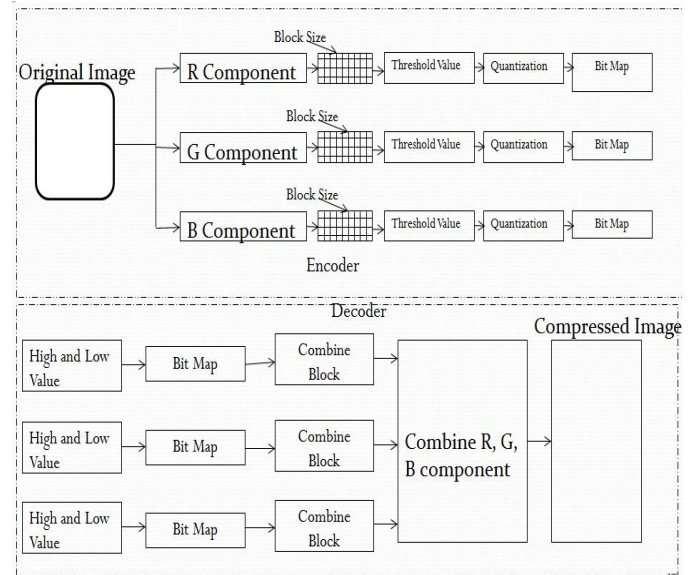 Block Size
Original Image
R Component
Threshold Value
Quantization
Bit Map
Block Size
G Component
Threshold Value
Quantization
Bit Map
Block Size
B Component
Threshold Value
Quantization
Bit Map
Encoder
Decoder
Compressed Image
High and Low
Value
Bit Map
Combine
Block
High and Low
Value
Bit Map
Combine
Block
Combine R, G,
B component
High and Low
Value
Bit Map
Combine
Block